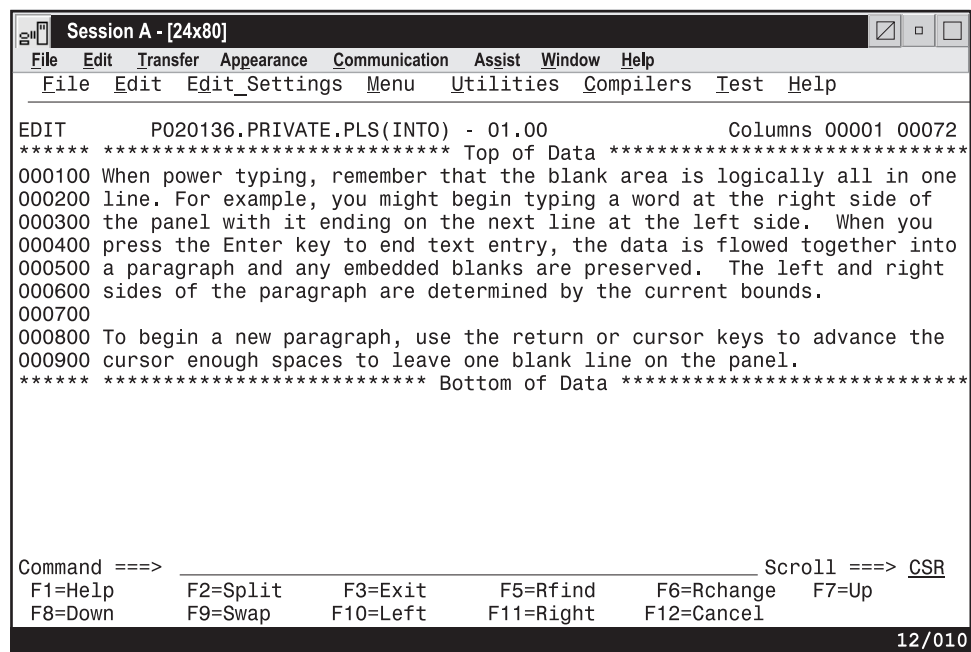 Session A - [24x80]
File Edit Transfer Appearance Communication Assist Window Help
File Edit Edit_Settings Menu Utilities Compilers Test Help
EDIT PO20136.PRIVATE.PLS(INTO) - 01.00 Columns 00001 00072
****** ***************************** Top of Data ******************************
000100 When power typing, remember that the blank area is logically all in one
000200 line. For example, you might begin typing a word at the right side of
000300 the panel with it ending on the next line at the left side. When you
000400 press the Enter key to end text entry, the data is flowed together into
000500 a paragraph and any embedded blanks are preserved. The left and right
000600 sides of the paragraph are determined by the current bounds.
000700
000800 To begin a new paragraph, use the return or cursor keys to advance the
000900 cursor enough spaces to leave one blank line on the panel.
****** *************************** Bottom of Data *****************************
Command ===> Scroll ===> CSR
F1=Help F2=Split F3=Exit F5=Rfind F6=Rchange F7=Up
F8=Down F9=Swap F10=Left F11=Right F12=Cancel
12/010